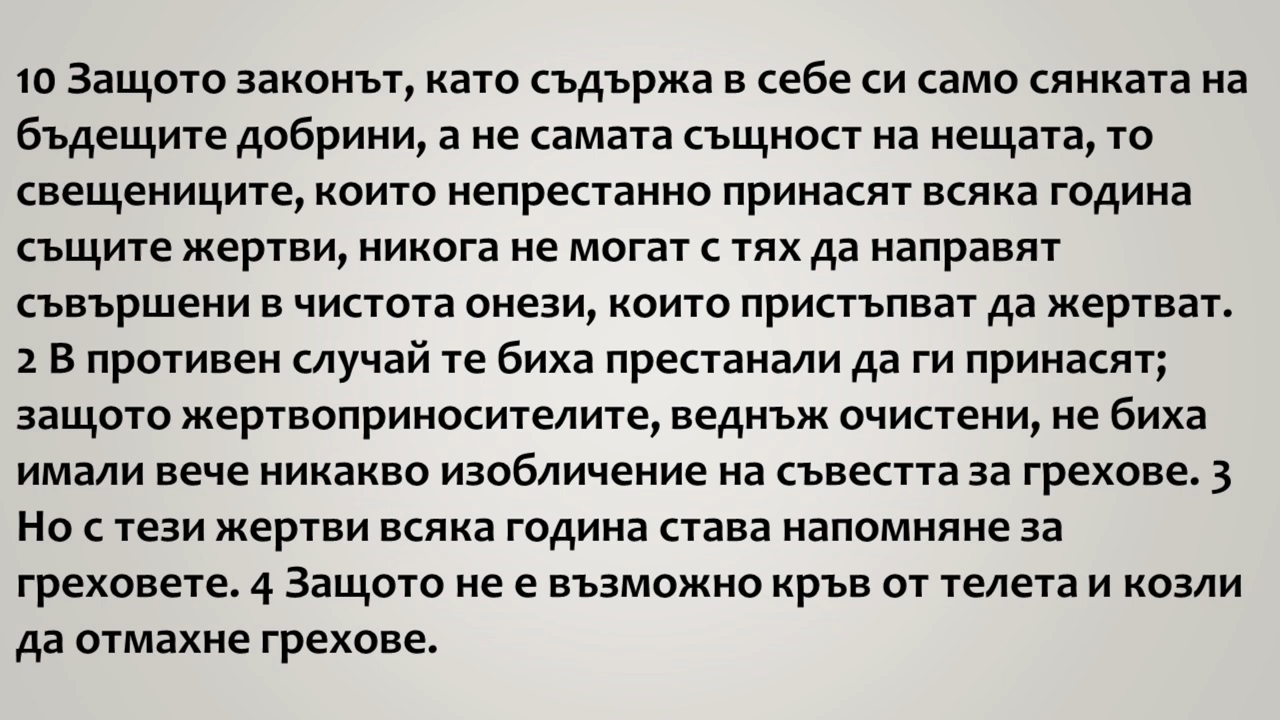 10 Защото законът, като съдържа в себе си само сянката на
бъдещите добрини, а не самата същност на нещата, то
свещениците, които непрестанно принасят всяка година
същите жертви, никога не могат с тях да направят
съвършени в чистота онези, които пристъпват да жертват.
2 В противен случай те биха престанали да ги принасят;
защото жертвоприносителите, веднъж очистени, не биха
имали вече никакво изобличение на съвестта за грехове. 3
Но с тези жертви всяка година става напомняне за
греховете. 4 Защото не е възможно кръв от телета и козли
да отмахне грехове.